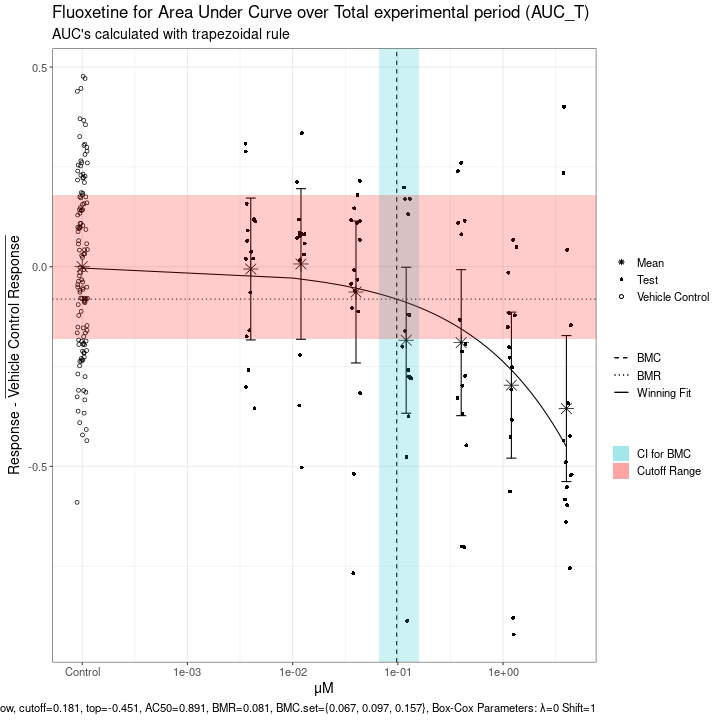 Fluoxetine for Area Under Curve over Total experimental period (AUC_T)
AUC's calculated with trapezoidal rule
Response - Vehicle Control Response
0.5
0.0
-0.5
Control
1e-03
1e-02
1e-01
1e+00
μM
Mean
Test
Vehicle Control
BMC
BMR
Winning Fit
CI for BMC
Cutoff Range
cutoff=0.181, top=-0.451, AC50=0.891, BMR=0.081, BMC.set={0.067, 0.097, 0.157}, Box-Cox Parameters: λ=0 Shift=1